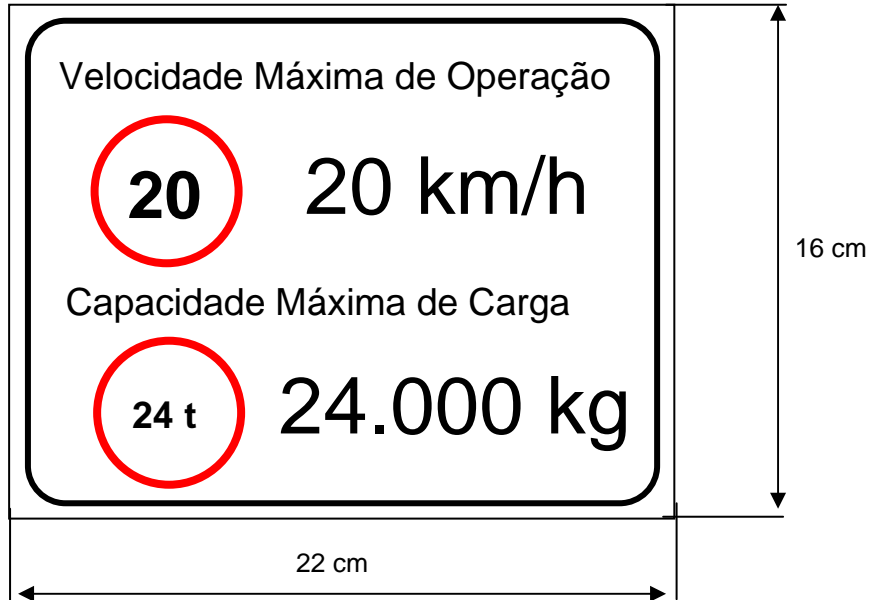 Velocidade Máxima de Operação
20 20 km/h
16 cm
Capacidade Máxima de Carga
24 t 24.000 kg
22 cm